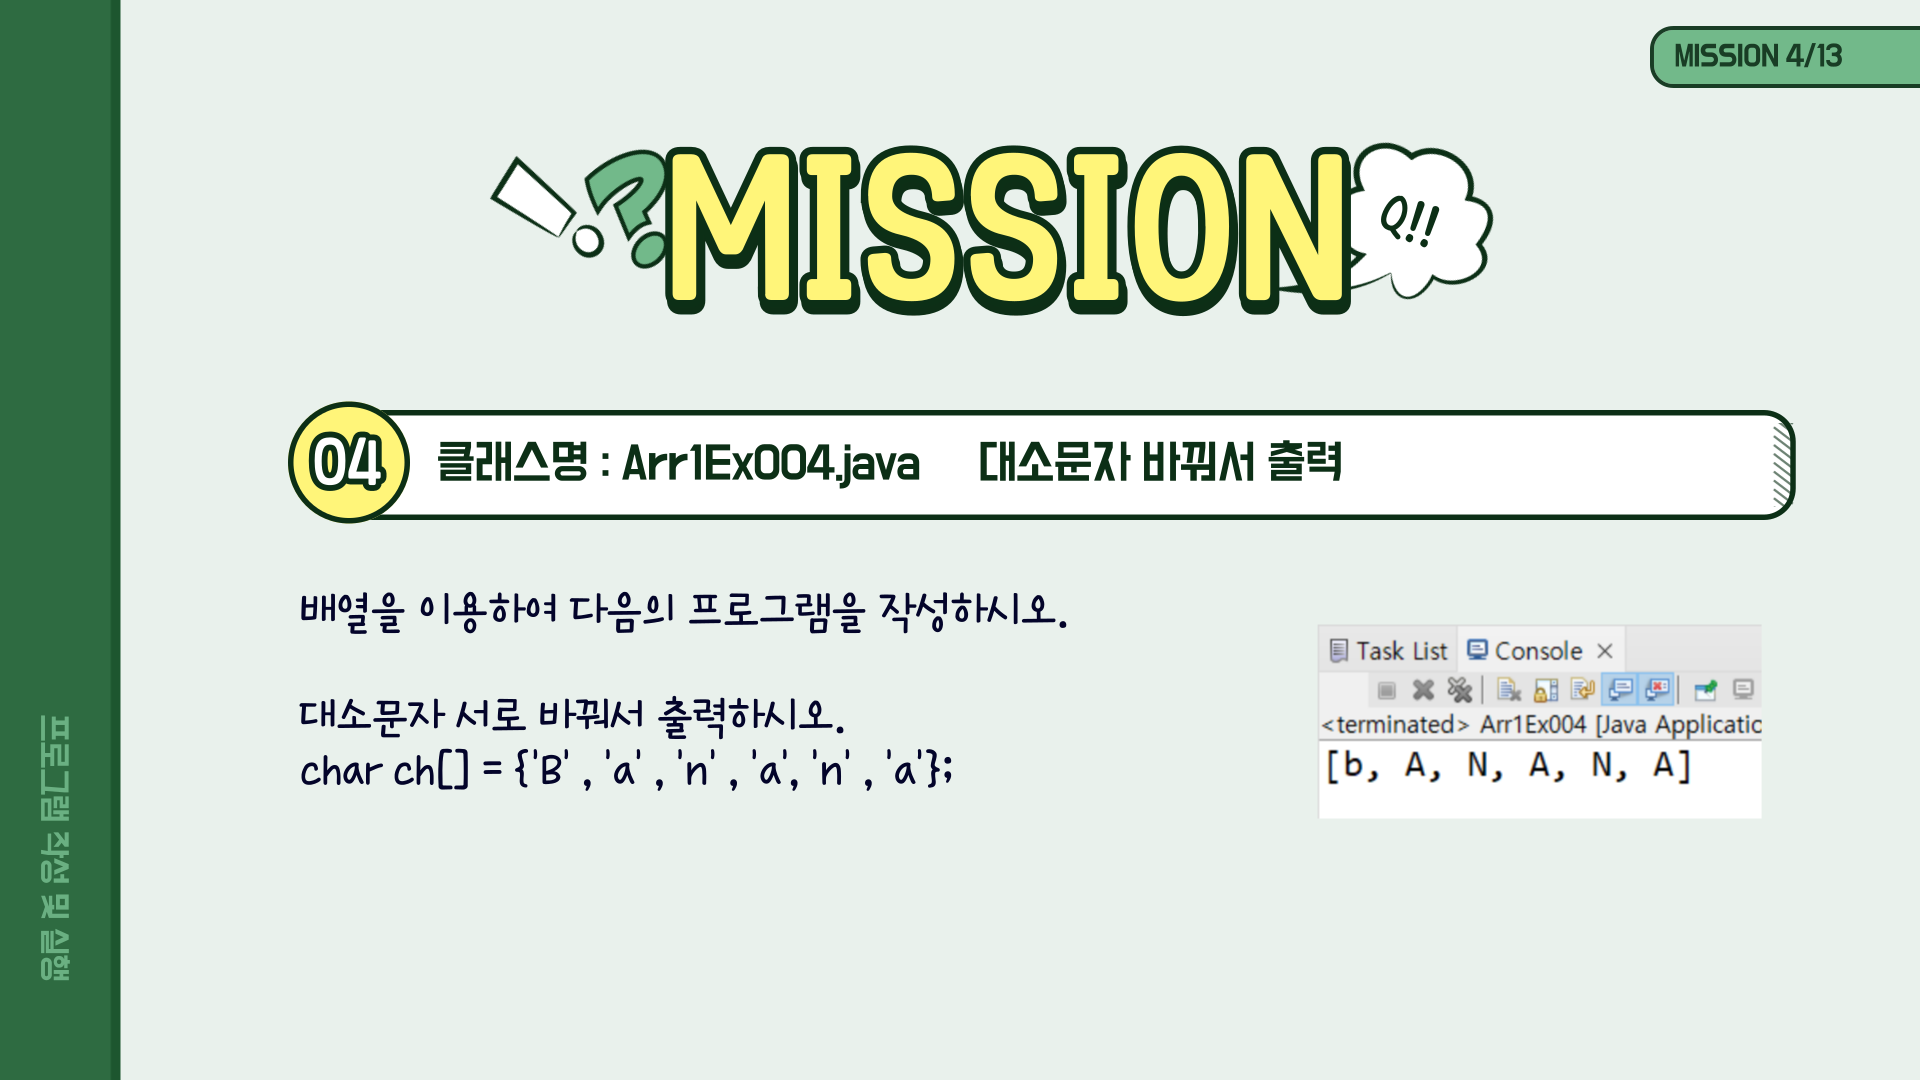 MISSION 4/13
MISSION
Q!!
04
클래스명 : Arr1Ex004.java 대소문자 바꿔서 출력
배열을 이용하여 다음의 프로그램을 작성하시오.
대소문자 서로 바꿔서 출력하시오.
char ch[] = {'B' , 'a' , 'n' , 'a', 'n' , 'a'};
Task List Console
<terminated> Arr1Ex004 [Java Applicatio
[b, A, N, A, N, A]
프로그램 작성 및 실행